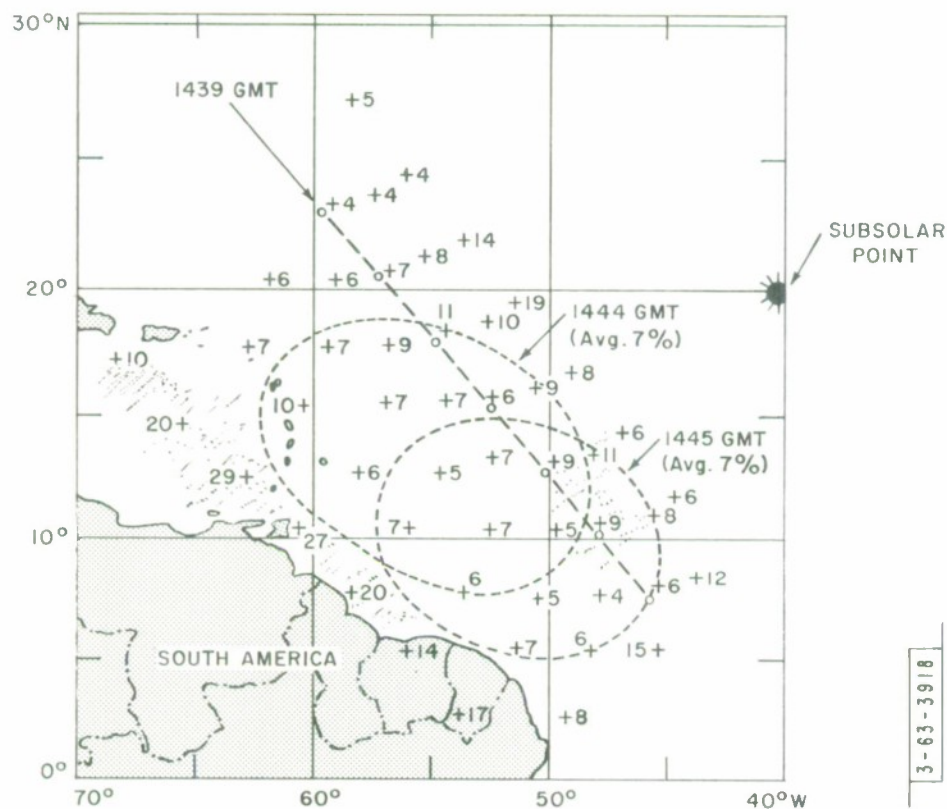 30°N
1439 GMT
+5
+4
+4
+4
+14
+8
+7
SUBSOLAR
POINT
+6 +6
20°
+19
1444 GMT
(Avg. 7%)
11
+
+10
+7 +7 +9
+10
+8
+9
10+ +7 +7 +6
20+
+6
1445 GMT
(Avg. 7%)
+11
+9
+7
29+ +6 +5
+6
+8
+ 7+ +7 +5 +9
10°
27
+12
+6
+20 6
+ +7 +4
SOUTH AMERICA
+14 +7 6
+ 15+
+17 +8
0°
70° 60° 50° 40°W
3-63-3918